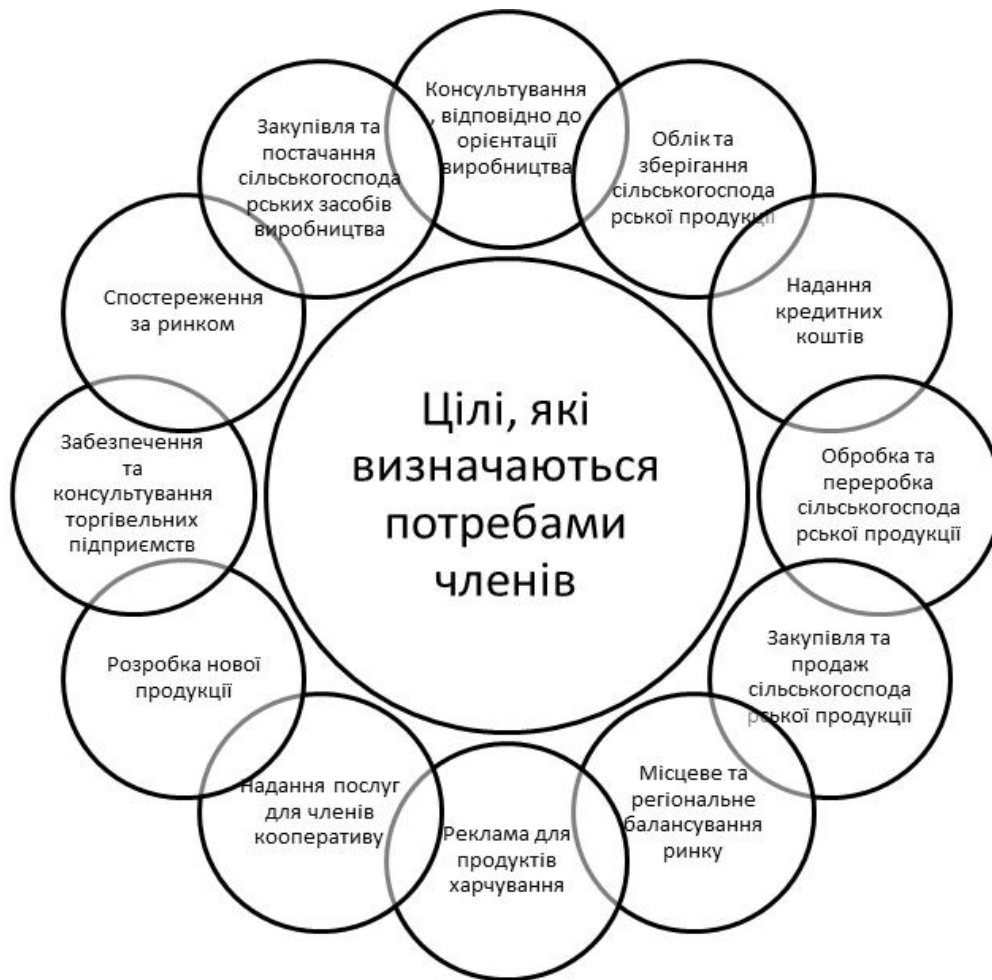 Консультування
, відповідно до
орієнтації
виробництва
Облік та
зберігання
сільськогоспода
рської продукції
Надання
кредитних
коштів
Обробка та
переробка
сільськогоспода
рської продукції
Закупівля та
продаж
сільськогоспода
рської продукції
Місцеве та
регіональне
балансування
ринку
Реклама для
продуктів
харчування
Надання послуг
для членів
кооперативу
Розробка нової
продукції
Забезпечення
та
консультування
торгівельних
підприємств
Спостереження
за ринком
Закупівля та
постачання
сільськогоспода
рських засобів
виробництва
Цілі, які
визначаються
потребами
членів